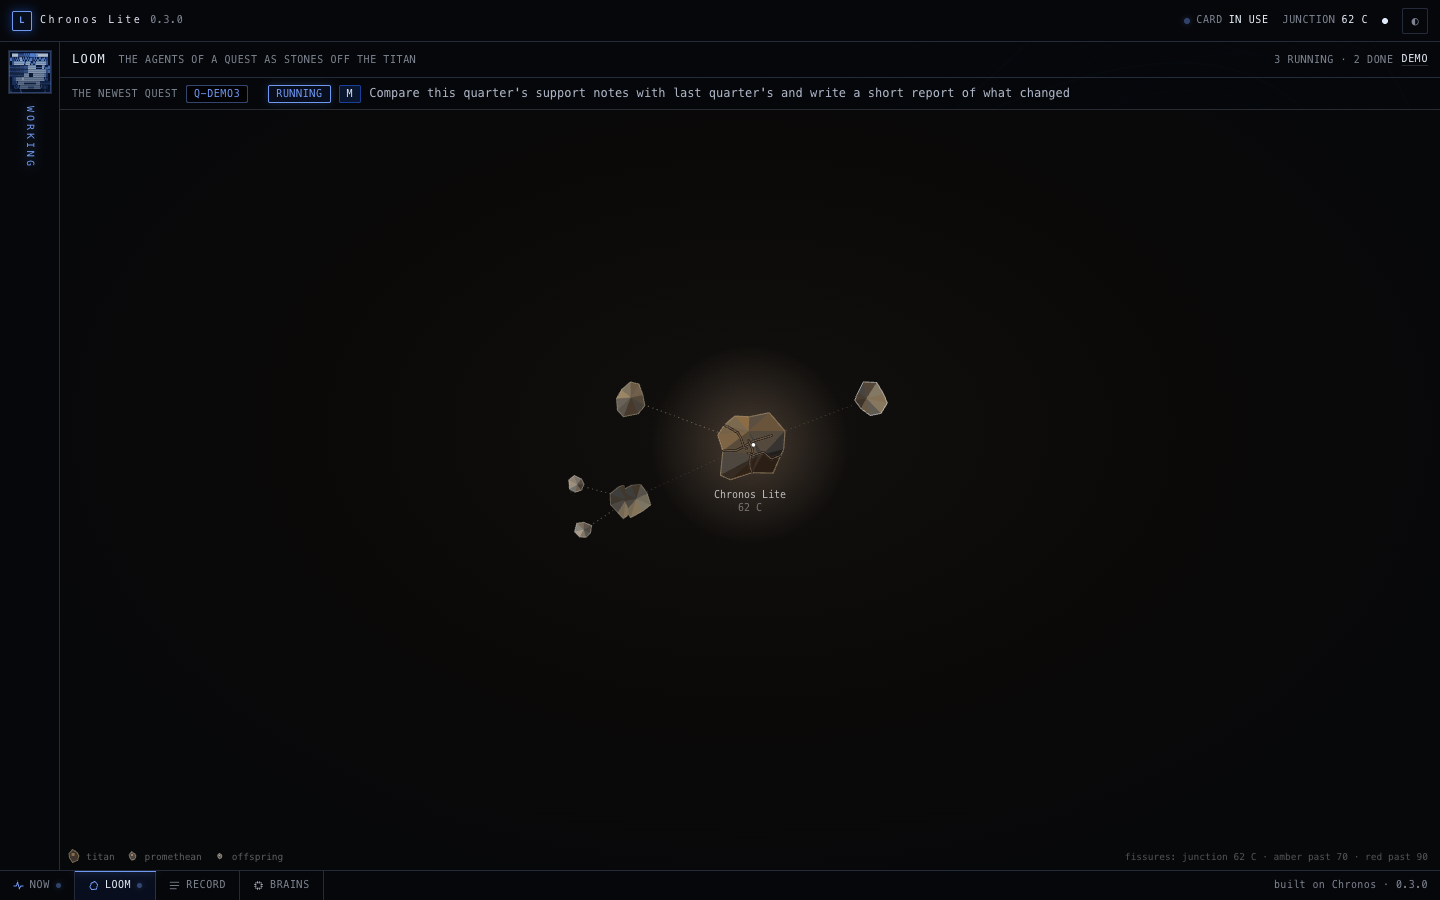 L Chronos Lite 0.3.0 CARD IN USE JUNCTION 62 C
LOOM THE AGENTS OF A QUEST AS STONES OFF THE TITAN 3 RUNNING · 2 DONE DEMO
THE NEWEST QUEST Q-DEMO3 RUNNING M Compare this quarter's support notes with last quarter's and write a short report of what changed
WORKING
Chronos Lite
62 C
titan promethean offspring fissures: junction 62 C · amber past 70 · red past 90
NOW LOOM RECORD BRAINS built on Chronos · 0.3.0